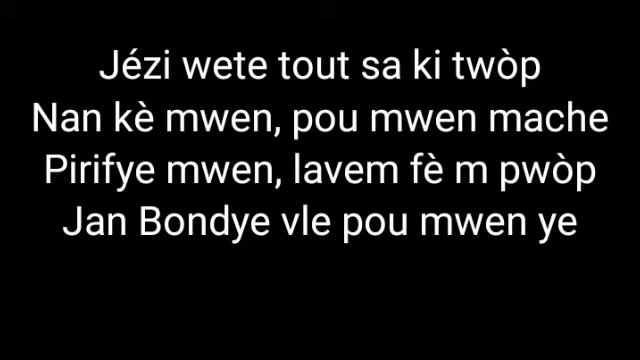 Jézi wete tout sa ki twòp
Nan kè mwen, pou mwen mache
Pirifye mwen, lavem fè m pwòp
Jan Bondye vle pou mwen ye